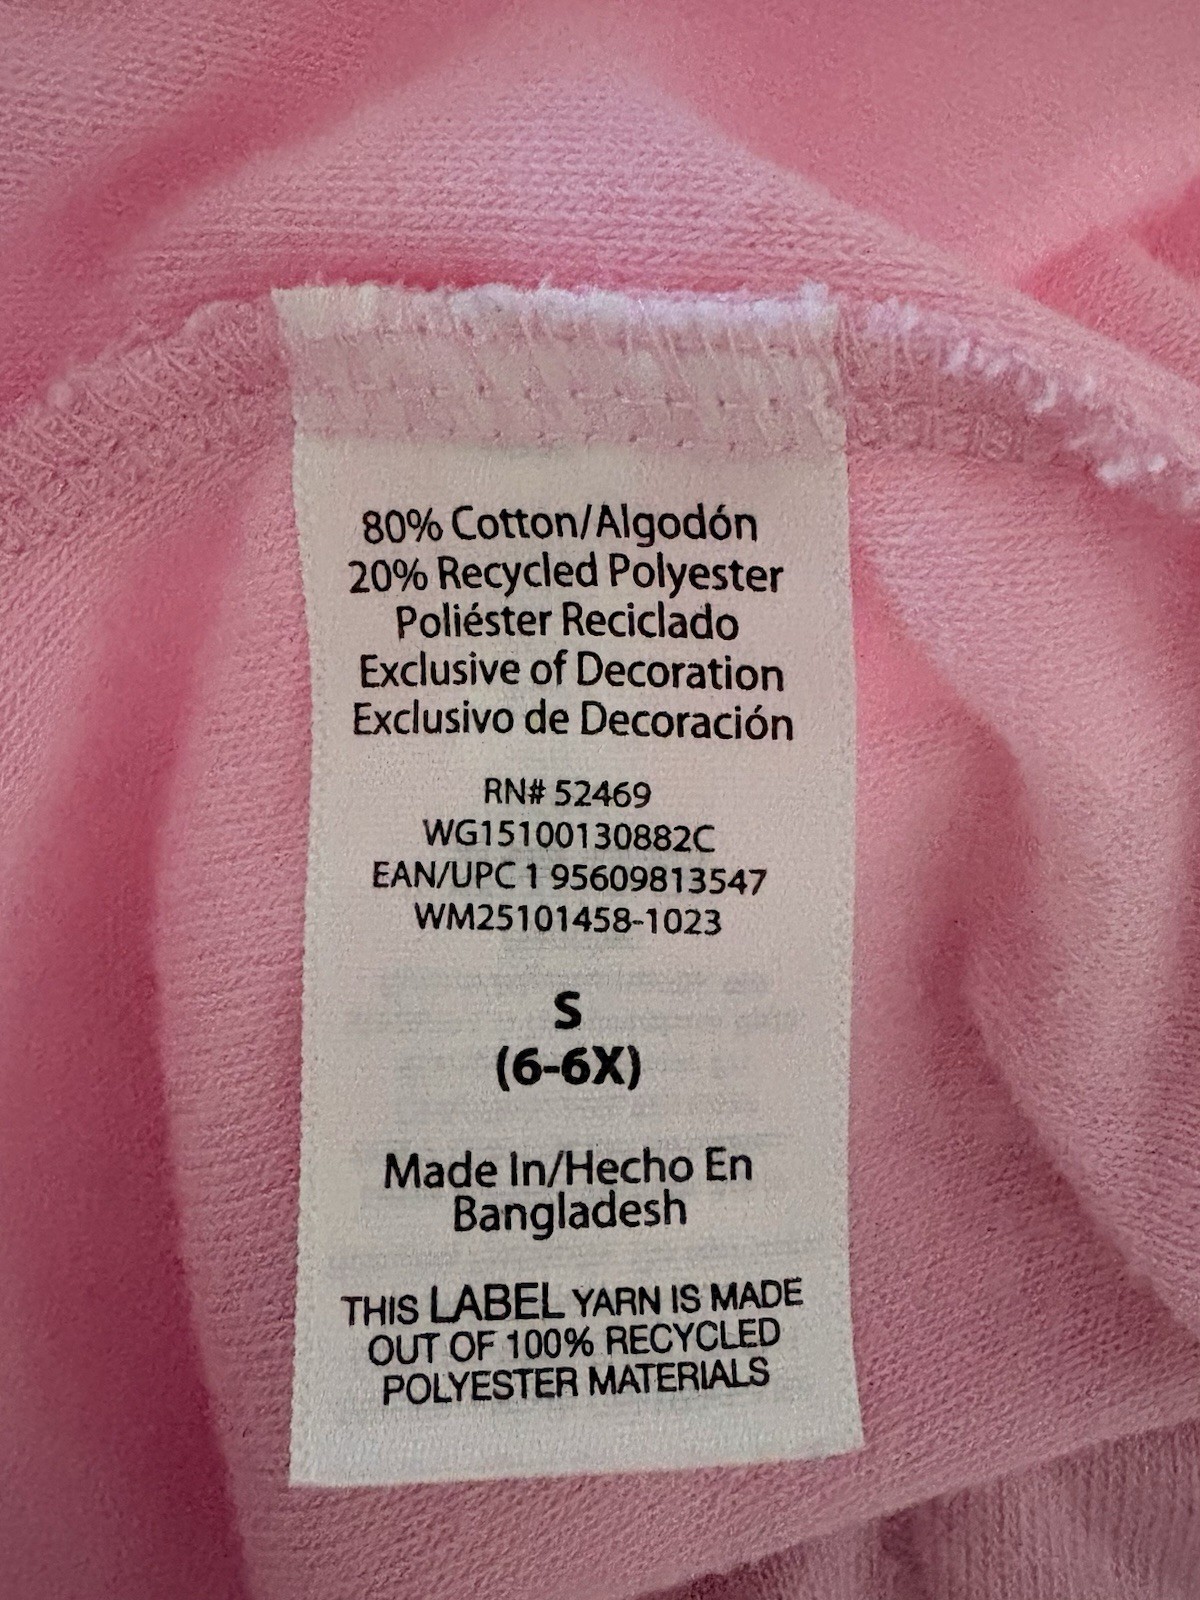 80% Cotton/Algodón
20% Recycled Polyester
Poliéster Reciclado
Exclusive of Decoration
Exclusivo de Decoración
RN# 52469
WG15100130882C
EAN/UPC 1 95609813547
WM25101458-1023
S
(6-6X)
Made In/Hecho En
Bangladesh
THIS LABEL YARN IS MADE
OUT OF 100% RECYCLED
POLYESTER MATERIALS